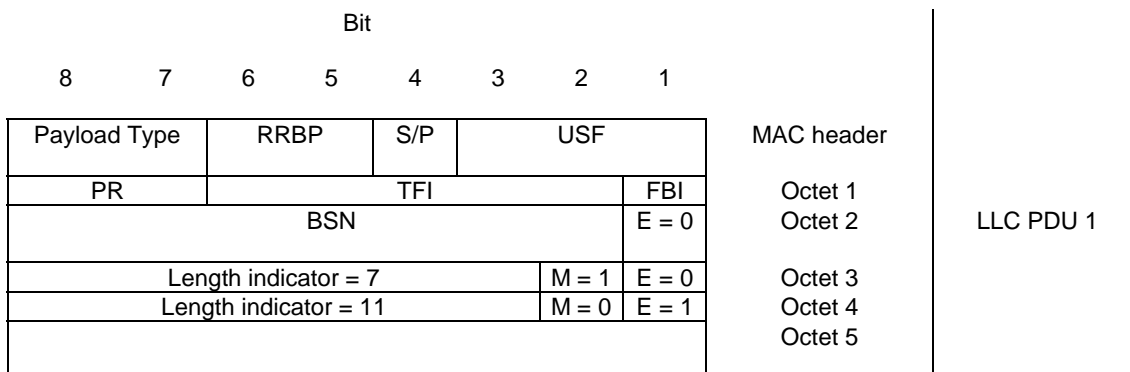 Bit
8 7 6 5 4 3 2 1
Payload Type RRBP S/P USF MAC header
PR TFI FBI Octet 1
BSN E = 0 Octet 2 LLC PDU 1
Length indicator = 7 M = 1 E = 0 Octet 3
Length indicator = 11 M = 0 E = 1 Octet 4
Octet 5